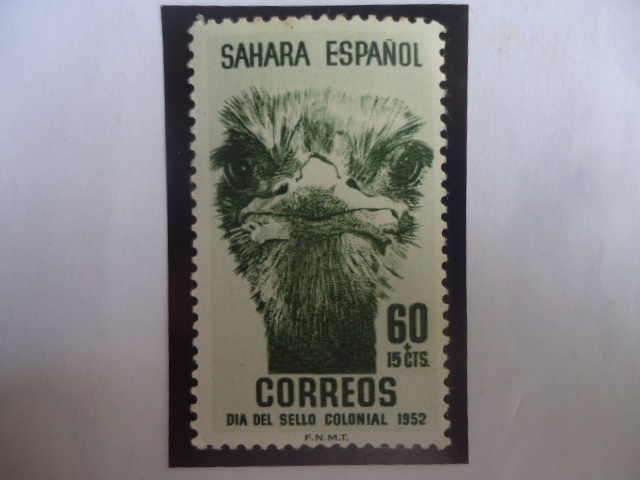 SAHARA ESPAÑOL
60
+
15 CTS.
CORREOS
DIA DEL SELLO COLONIAL 1952
F.N.M.T.